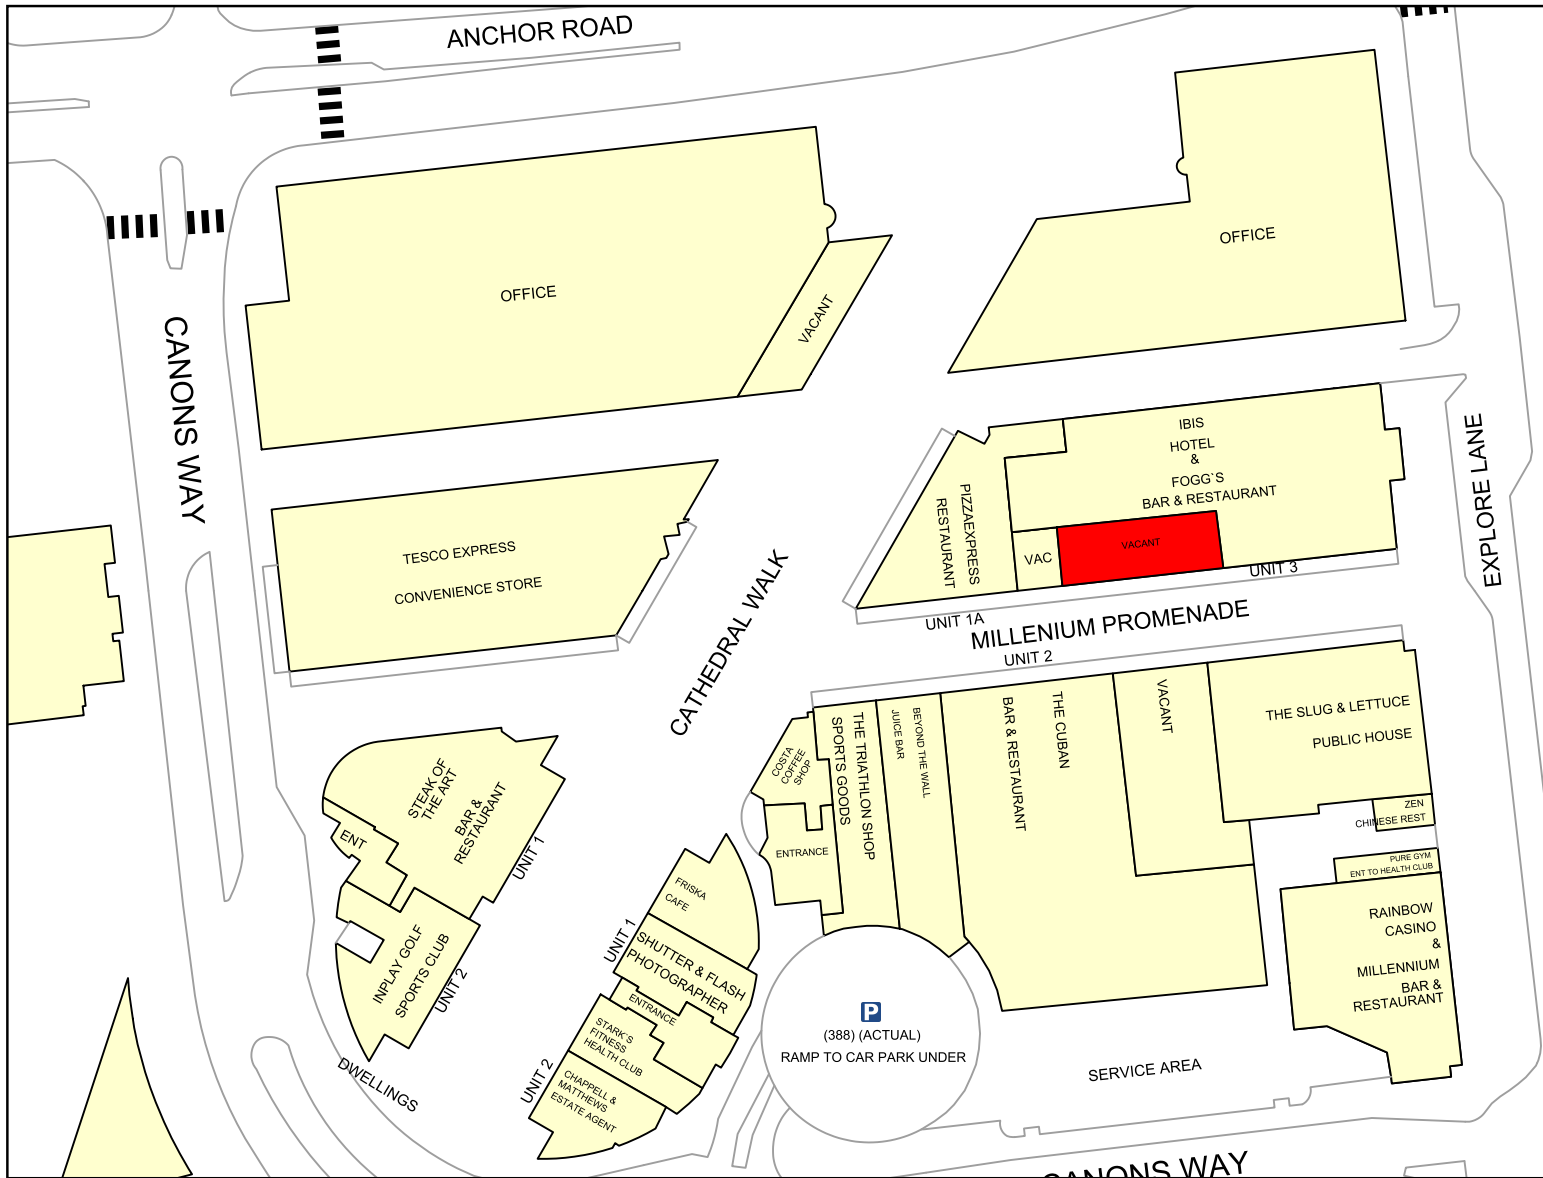 ANCHOR ROAD
OFFICE
OFFICE
VACANT
CANONS WAY
IBIS
HOTEL
&
FOGG`S
BAR & RESTAURANT
PIZZAEXPRESS
RESTAURANT
VAC
VACANT
UNIT 3
EXPLORE LANE
TESCO EXPRESS
CONVENIENCE STORE
CATHEDRAL WALK
UNIT 1A
MILLENIUM PROMENADE
UNIT 2
STEAK OF
THE ART
BAR &
RESTAURANT
UNIT 1
ENT
INPLAY GOLF
SPORTS CLUB
UNIT 2
DWELLINGS
COSTA
COFFEE
SHOP
ENTRANCE
THE TRIATHLON SHOP
SPORTS GOODS
BEYOND THE WALL
JUICE BAR
THE CUBAN
BAR & RESTAURANT
VACANT
THE SLUG & LETTUCE
PUBLIC HOUSE
ZEN
CHINESE REST
PURE GYM
ENT TO HEALTH CLUB
RAINBOW
CASINO
&
MILLENNIUM
BAR &
RESTAURANT
FRISKA
CAFE
UNIT 1
SHUTTER & FLASH
PHOTOGRAPHER
ENTRANCE
STARK`S
FITNESS
HEALTH CLUB
UNIT 2
CHAPPELL &
MATTHEWS
ESTATE AGENT
P
(388) (ACTUAL)
RAMP TO CAR PARK UNDER
SERVICE AREA
CANONS WAY